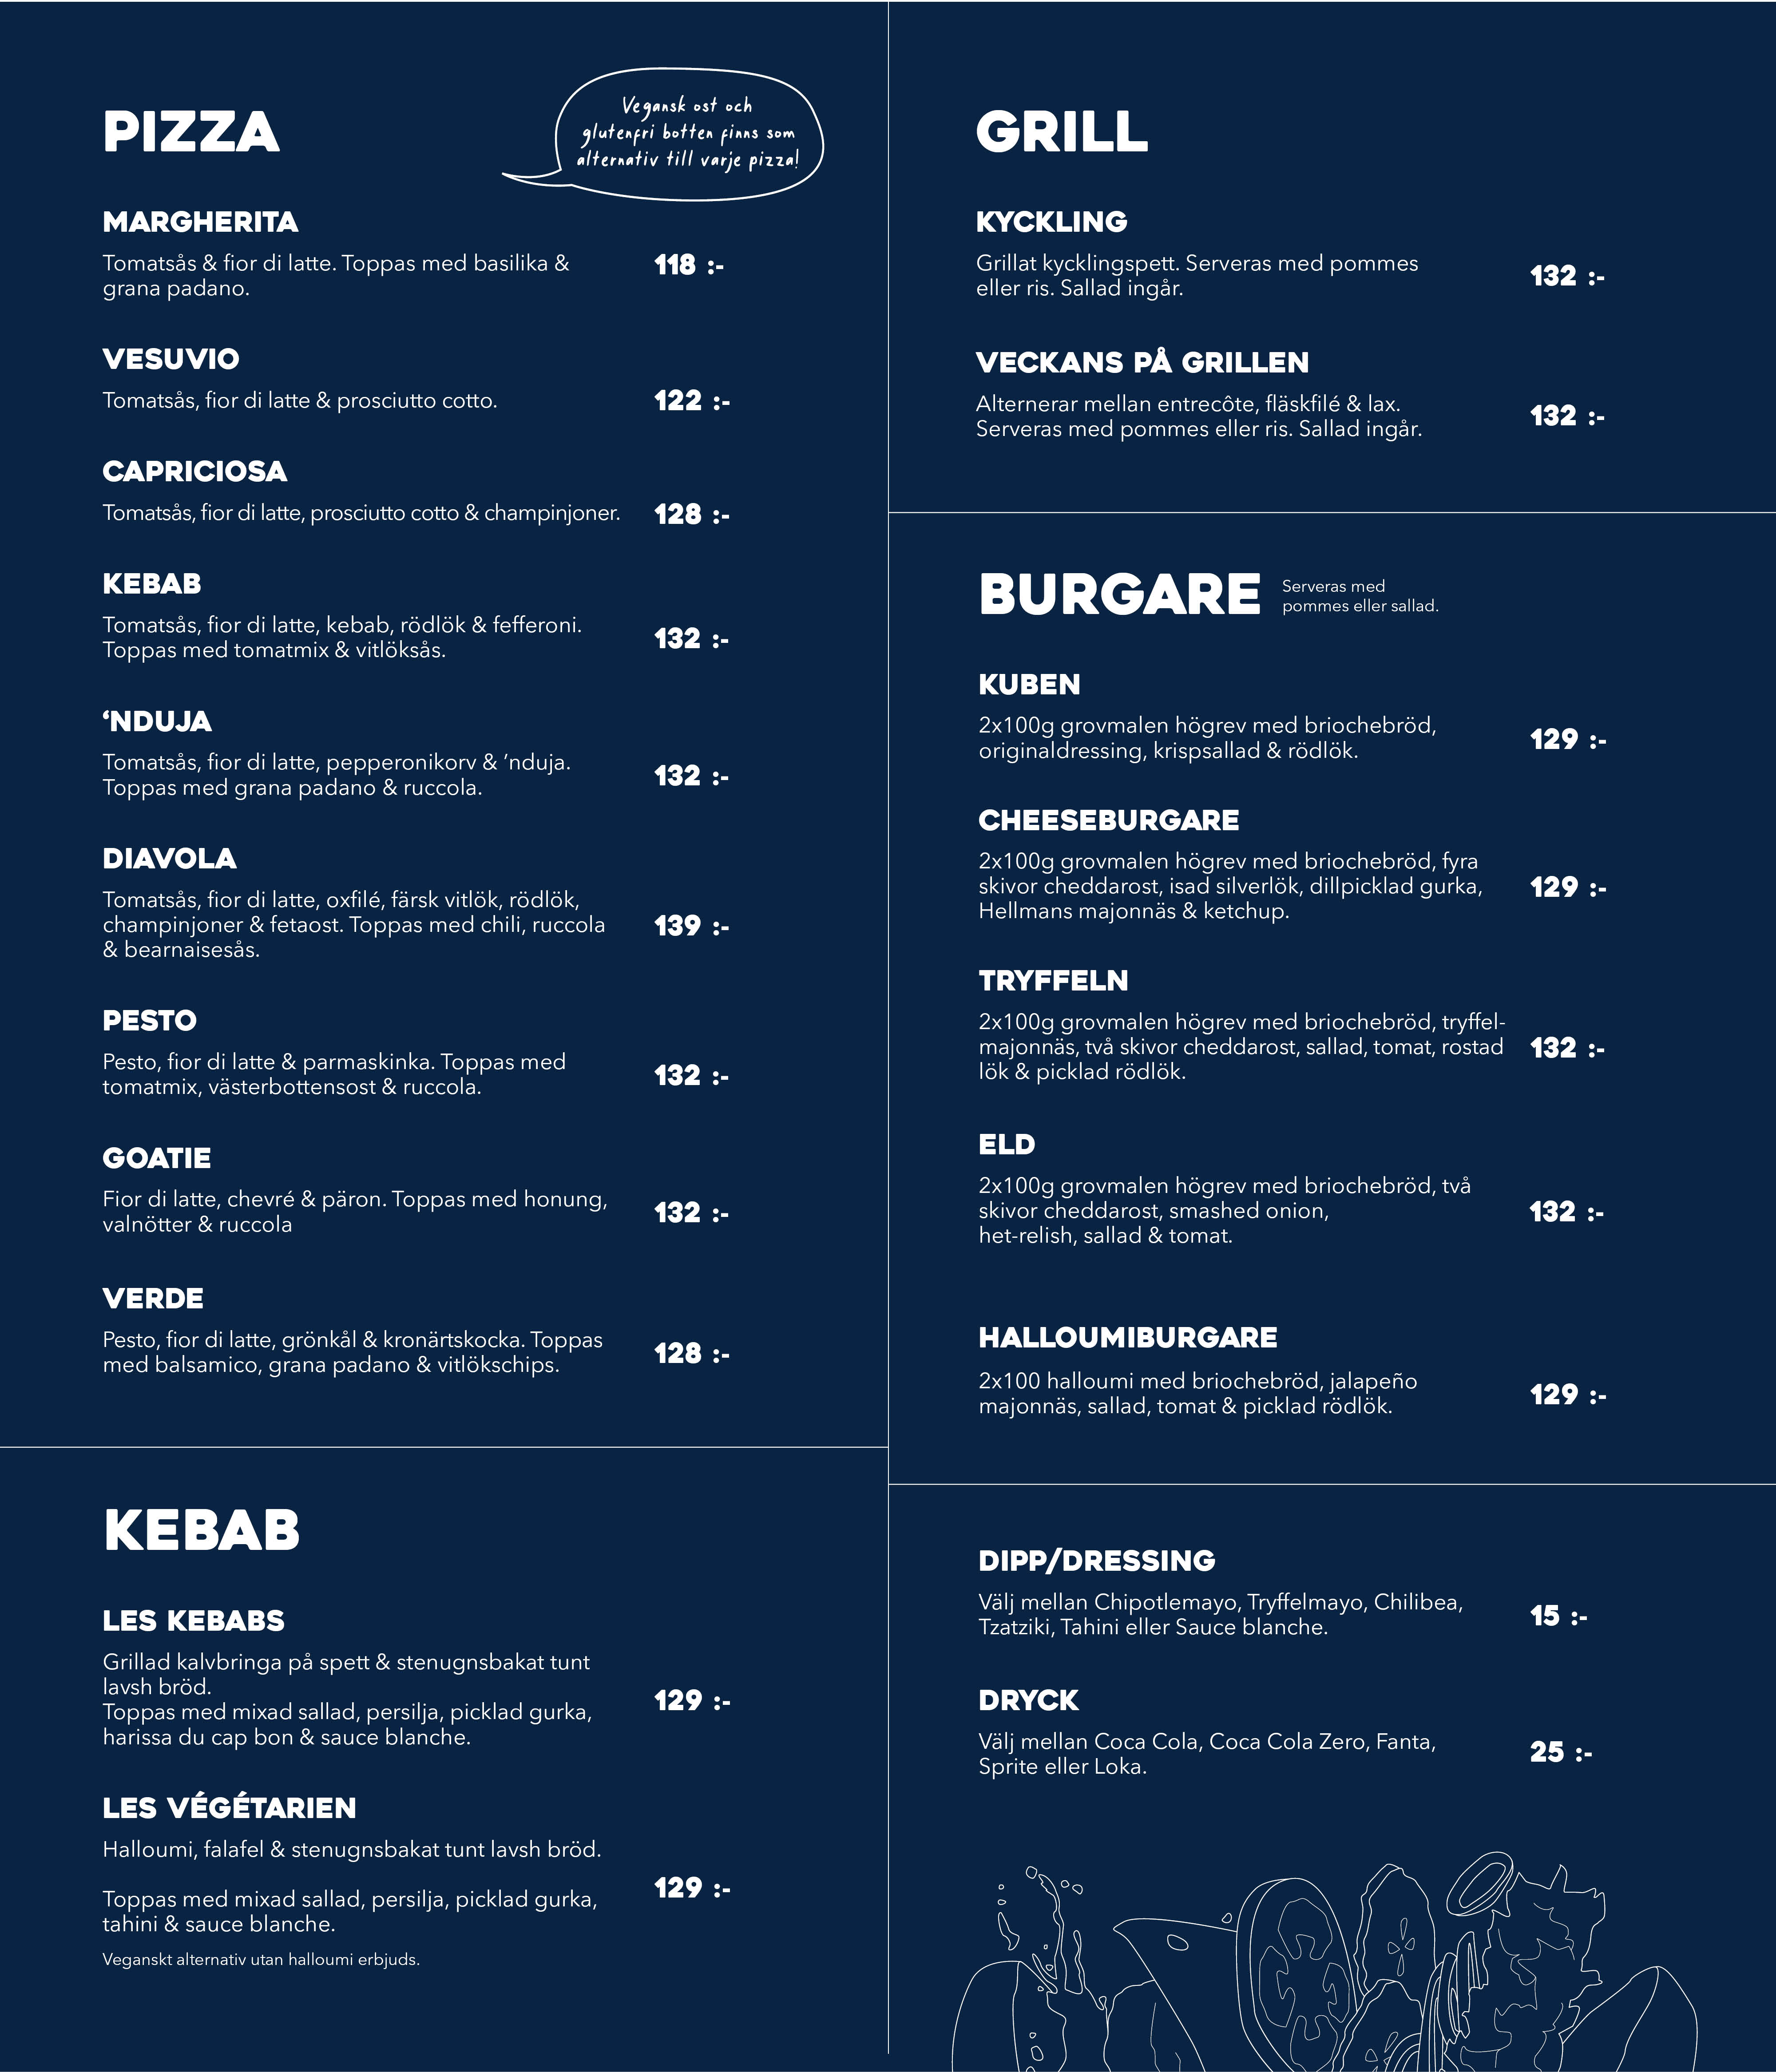 PIZZA
Vegansk ost och
glutenfri botten finns som
alternativ till varje pizza!
MARGHERITA
Tomatsås & fior di latte. Toppas med basilika &
grana padano.
118 :-
VESUVIO
Tomatsås, fior di latte & prosciutto cotto.
122 :-
CAPRICIOSA
Tomatsås, fior di latte, prosciutto cotto & champinjoner.
128 :-
KEBAB
Tomatsås, fior di latte, kebab, rödlök & fefferoni.
Toppas med tomatmix & vitlöksås.
132 :-
‘NDUJA
Tomatsås, fior di latte, pepperonikorv & ’nduja.
Toppas med grana padano & ruccola.
132 :-
DIAVOLA
Tomatsås, fior di latte, oxfilé, färsk vitlök, rödlök,
champinjoner & fetaost. Toppas med chili, ruccola
& bearnaisesås.
139 :-
PESTO
Pesto, fior di latte & parmaskinka. Toppas med
tomatmix, västerbottensost & ruccola.
132 :-
GOATIE
Fior di latte, chevré & päron. Toppas med honung,
valnötter & ruccola
132 :-
VERDE
Pesto, fior di latte, grönkål & kronärtskocka. Toppas
med balsamico, grana padano & vitlökschips.
128 :-
KEBAB
LES KEBABS
Grillad kalvbringa på spett & stenugnsbakat tunt
lavsh bröd.
Toppas med mixad sallad, persilja, picklad gurka,
harissa du cap bon & sauce blanche.
129 :-
LES VÉGÉTARIEN
Halloumi, falafel & stenugnsbakat tunt lavsh bröd.
Toppas med mixad sallad, persilja, picklad gurka,
tahini & sauce blanche.
129 :-
Veganskt alternativ utan halloumi erbjuds.
GRILL
KYCKLING
Grillat kycklingspett. Serveras med pommes
eller ris. Sallad ingår.
132 :-
VECKANS PÅ GRILLEN
Alternerar mellan entrecôte, fläskfilé & lax.
Serveras med pommes eller ris. Sallad ingår.
132 :-
BURGARE
Serveras med
pommes eller sallad.
KUBEN
2x100g grovmalen högrev med briochebröd,
originaldressing, krispsallad & rödlök.
129 :-
CHEESEBURGARE
2x100g grovmalen högrev med briochebröd, fyra
skivor cheddarost, isad silverlök, dillpicklad gurka,
Hellmans majonnäs & ketchup.
129 :-
TRYFFELN
2x100g grovmalen högrev med briochebröd, tryffel-
majonnäs, två skivor cheddarost, sallad, tomat, rostad
lök & picklad rödlök.
132 :-
ELD
2x100g grovmalen högrev med briochebröd, två
skivor cheddarost, smashed onion,
het-relish, sallad & tomat.
132 :-
HALLOUMIBURGARE
2x100 halloumi med briochebröd, jalapeño
majonnäs, sallad, tomat & picklad rödlök.
129 :-
DIPP/DRESSING
Välj mellan Chipotlemayo, Tryffelmayo, Chilibea,
Tzatziki, Tahini eller Sauce blanche.
15 :-
DRYCK
Välj mellan Coca Cola, Coca Cola Zero, Fanta,
Sprite eller Loka.
25 :-